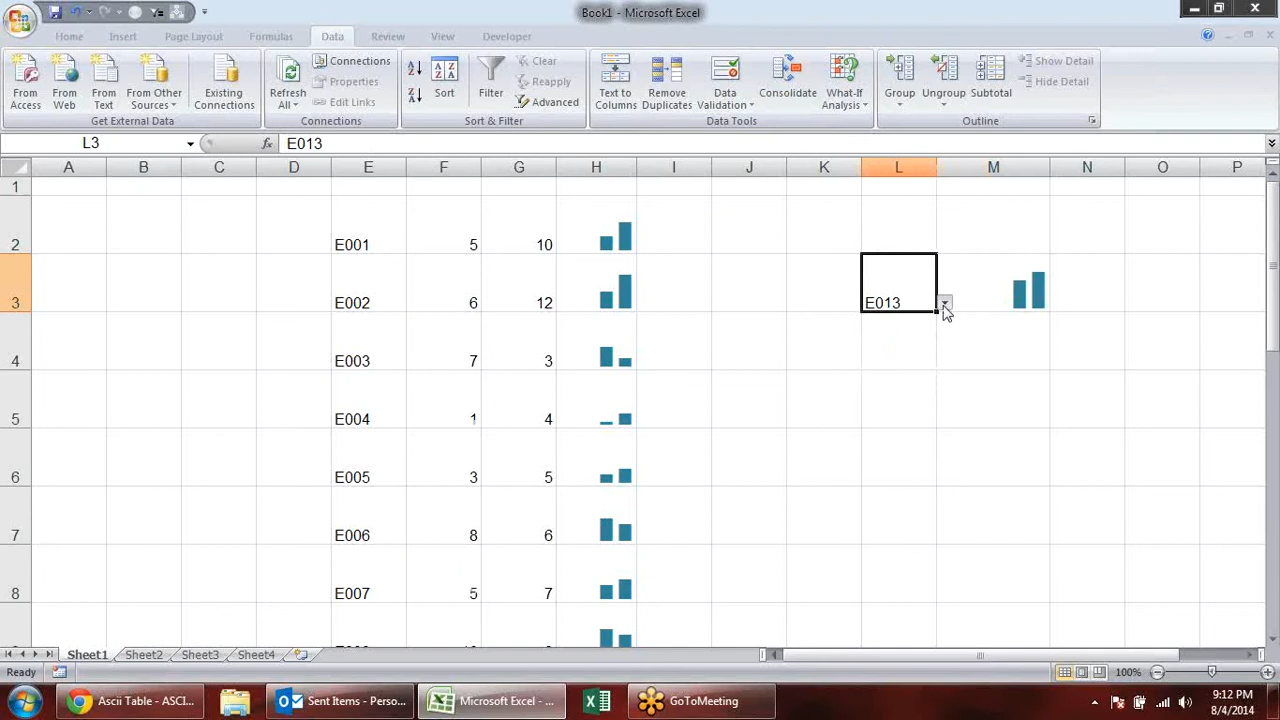 Book1 - Microsoft Excel
Home Insert Page Layout Formulas Data Review View Developer
From Access
From Web
From Text
From Other Sources
Existing Connections
Get External Data
Refresh All
Connections
Properties
Edit Links
Connections
Sort
Filter
Clear
Reapply
Advanced
Sort & Filter
Text to Columns
Remove Duplicates
Data Validation
Consolidate
What-If Analysis
Data Tools
Group
Ungroup
Subtotal
Show Detail
Hide Detail
Outline
L3 fx E013
A B C D E F G H I J K L M N O P
1
2 E001 5 10
3 E002 6 12 E013
4 E003 7 3
5 E004 1 4
6 E005 3 5
7 E006 8 6
8 E007 5 7
Sheet1 Sheet2 Sheet3 Sheet4
Ready 100%
Ascii Table - ASCI...
Sent Items - Perso...
Microsoft Excel - ...
GoToMeeting
9:12 PM
8/4/2014